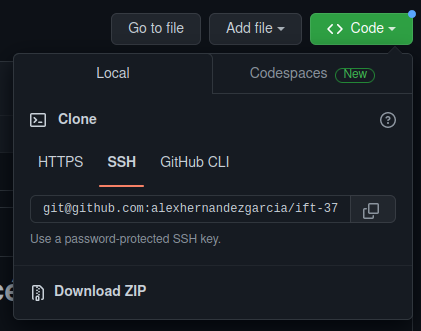 Go to file Add file Code
Local Codespaces New
Clone
HTTPS SSH GitHub CLI
git@github.com:alexhernandezgarcia/ift-37
Use a password-protected SSH key.
Download ZIP